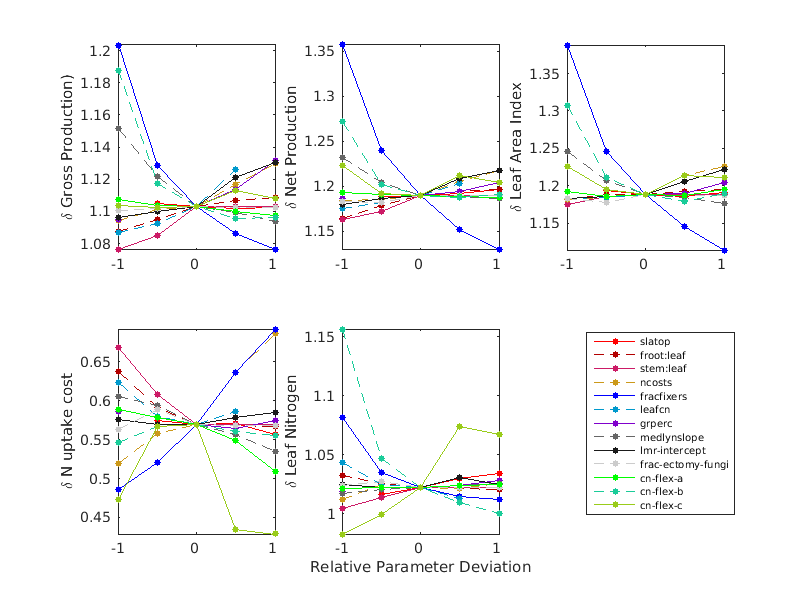 1.2
1.18
1.16
1.14
1.12
1.1
1.08
-1 0 1
δ Gross Production)
1.35
1.3
1.25
1.2
1.15
-1 0 1
δ Net Production
1.35
1.3
1.25
1.2
1.15
-1 0 1
δ Leaf Area Index
0.65
0.6
0.55
0.5
0.45
-1 0 1
δ N uptake cost
1.15
1.1
1.05
1
-1 0 1
δ Leaf Nitrogen
Relative Parameter Deviation
slatop
froot:leaf
stem:leaf
ncosts
fracfixers
leafcn
grperc
medlynslope
lmr-intercept
frac-ectomy-fungi
cn-flex-a
cn-flex-b
cn-flex-c